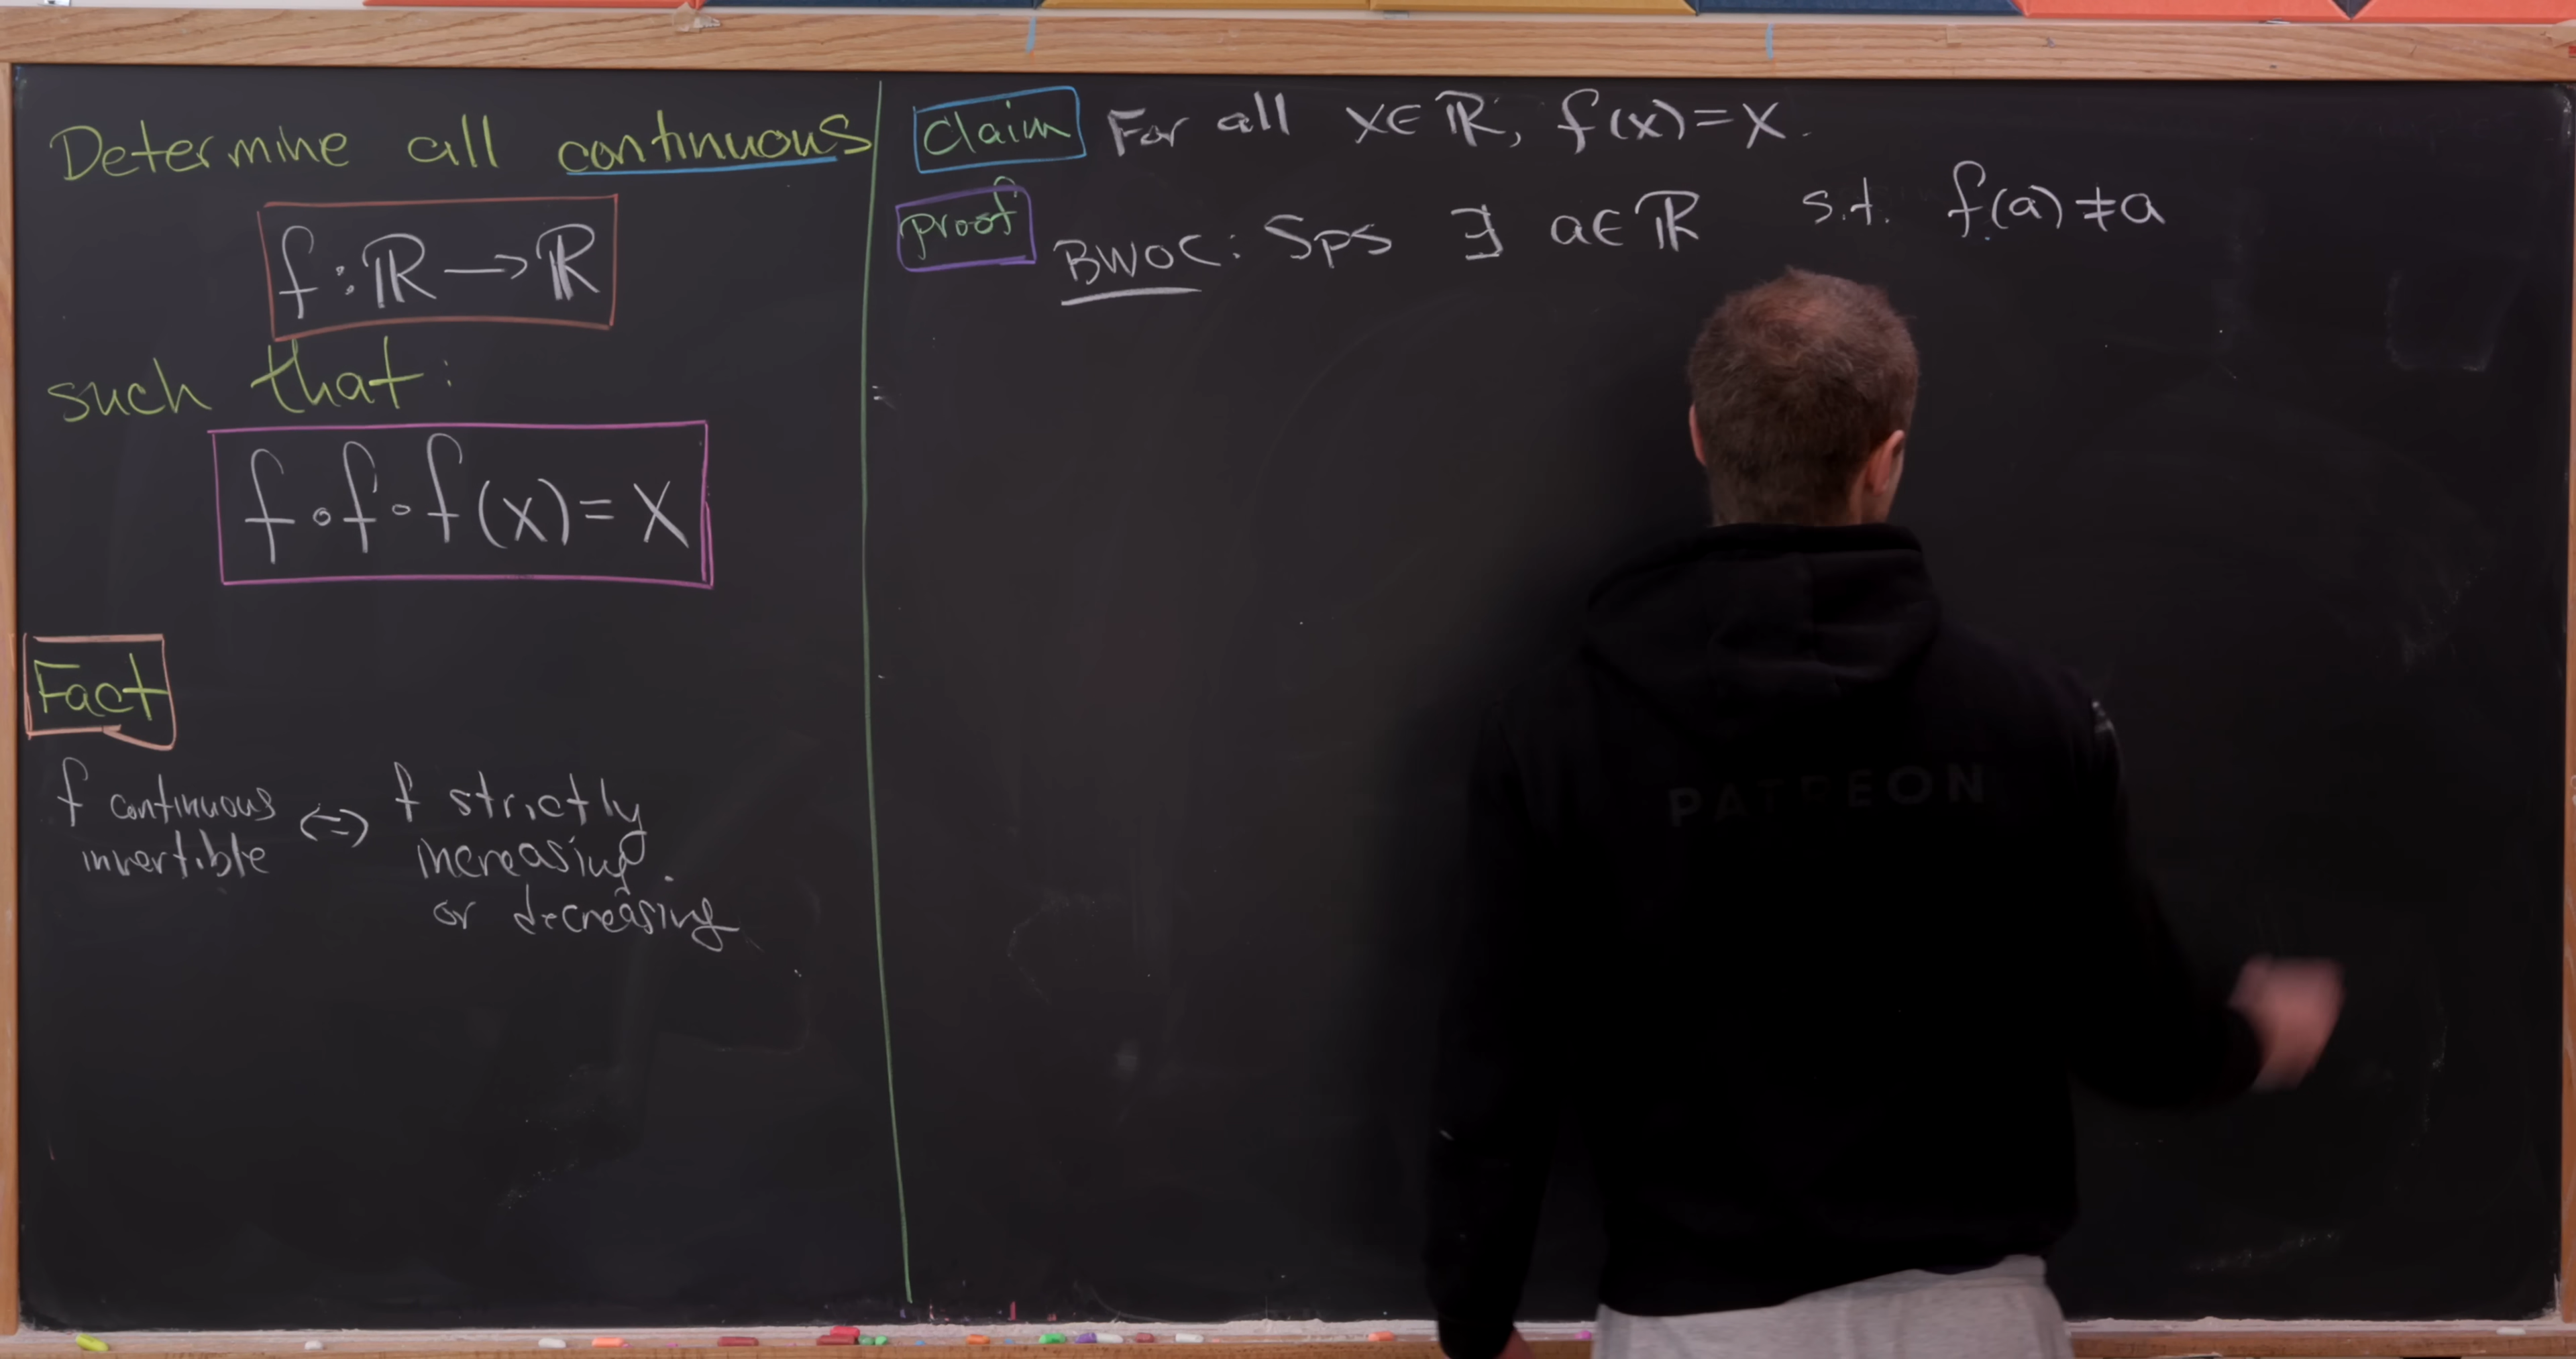 Determine all continuous
f : ℝ → ℝ
such that:
f∘f∘f(x) = x
Fact
f continuous invertible ⇔ f strictly increasing or decreasing
Claim For all x∈ℝ, f(x)=x.
proof BWOC: Sps ∃ a∈ℝ s.t. f(a)≠a
PATREON